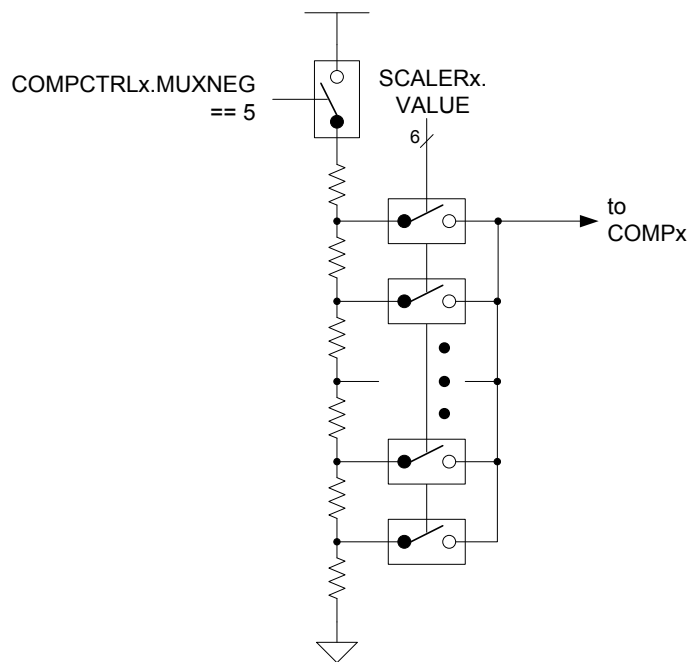 COMPCTRLx.MUXNEG
== 5
SCALERx.
VALUE
6
to
COMPx